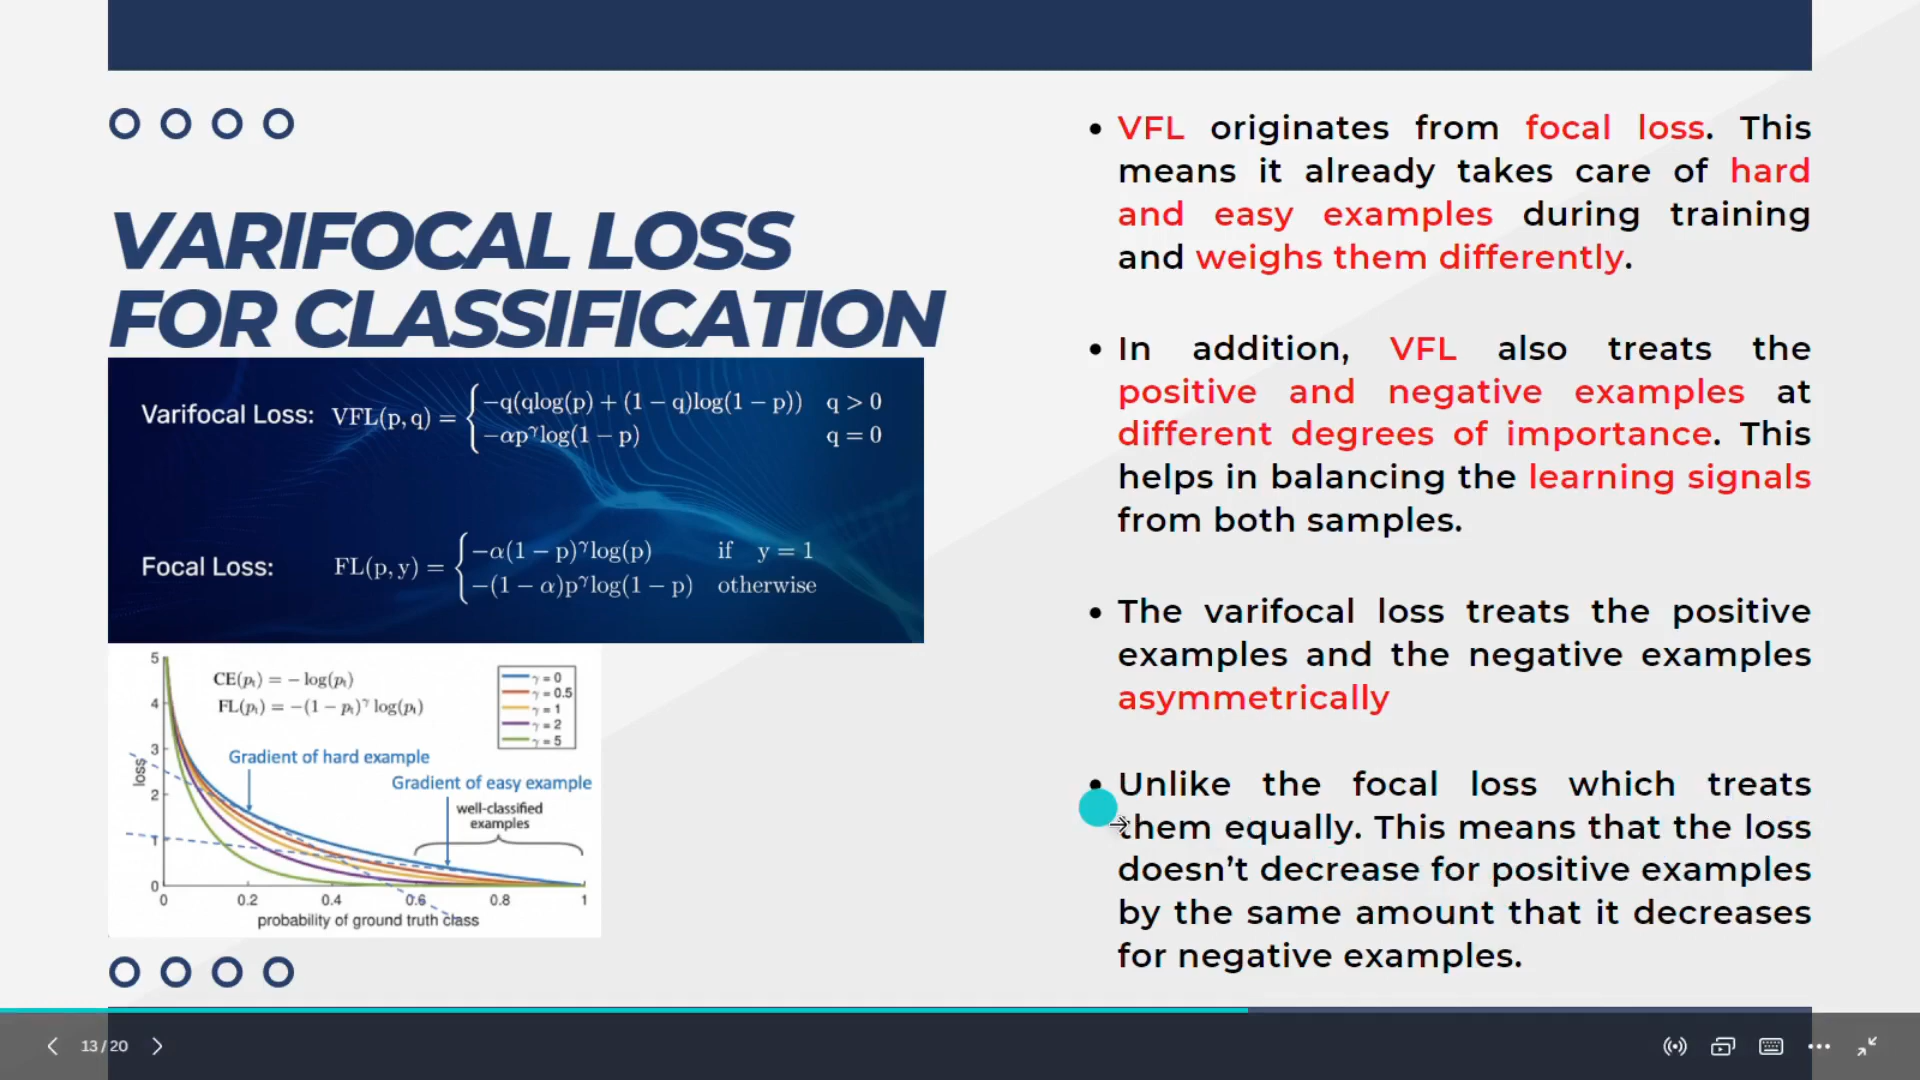 VARIFOCAL LOSS
FOR CLASSIFICATION
Varifocal Loss: VFL(p, q) = { −q(qlog(p) + (1 − q)log(1 − p)) q > 0
−αpᵞlog(1 − p) q = 0
Focal Loss: FL(p, y) = { −α(1 − p)ᵞlog(p) if y = 1
−(1 − α)pᵞlog(1 − p) otherwise
CE(pₜ) = − log(pₜ)
FL(pₜ) = −(1 − pₜ)ᵞ log(pₜ)
γ = 0
γ = 0.5
γ = 1
γ = 2
γ = 5
Gradient of hard example
Gradient of easy example
well-classified
examples
loss
5
4
3
2
1
0
0 0.2 0.4 0.6 0.8 1
probability of ground truth class
• VFL originates from focal loss. This
means it already takes care of hard
and easy examples during training
and weighs them differently.
• In addition, VFL also treats the
positive and negative examples at
different degrees of importance. This
helps in balancing the learning signals
from both samples.
• The varifocal loss treats the positive
examples and the negative examples
asymmetrically
• Unlike the focal loss which treats
them equally. This means that the loss
doesn’t decrease for positive examples
by the same amount that it decreases
for negative examples.
13 / 20